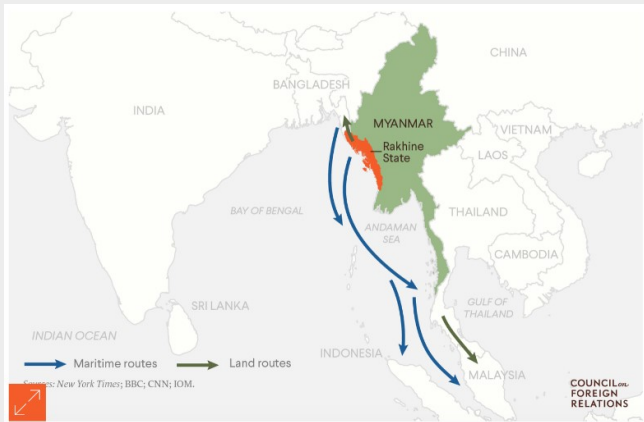 CHINA
BANGLADESH
INDIA
MYANMAR
VIETNAM
Rakhine
State
LAOS
BAY OF BENGAL
THAILAND
ANDAMAN
SEA
CAMBODIA
SRI LANKA
GULF OF
THAILAND
INDIAN OCEAN
INDONESIA
Maritime routes
Land routes
MALAYSIA
Sources: New York Times; BBC; CNN; IOM.
COUNCIL on
FOREIGN
RELATIONS